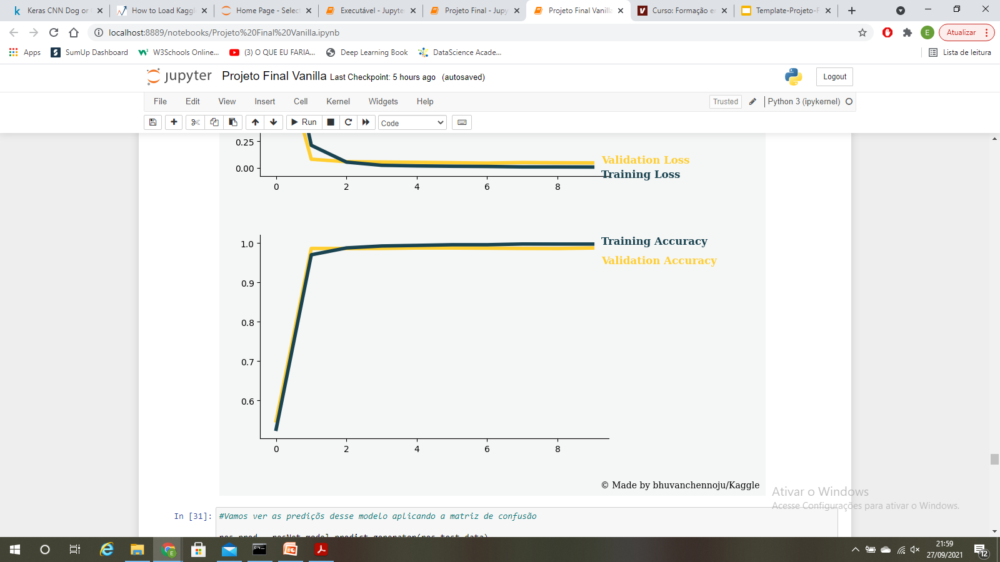 Keras CNN Dog or
How to Load Kaggl
Home Page - Select
Executável - Jupyte
Projeto Final - Jupy
Projeto Final Vanilla
Curso: Formação e
Template-Projeto-F
localhost:8889/notebooks/Projeto%20Final%20Vanilla.ipynb
E
Atualizar
Apps
SumUp Dashboard
W3Schools Online...
(3) O QUE EU FARIA...
Deep Learning Book
DataScience Acade...
Lista de leitura
jupyter Projeto Final Vanilla Last Checkpoint: 5 hours ago (autosaved)
Logout
File Edit View Insert Cell Kernel Widgets Help
Trusted
Python 3 (ipykernel)
Run
Code
0.25
0.00
Validation Loss
Training Loss
0 2 4 6 8
1.0
0.9
0.8
0.7
0.6
Training Accuracy
Validation Accuracy
0 2 4 6 8
© Made by bhuvanchennoju/Kaggle
Ativar o Windows
Acesse Configurações para ativar o Windows.
In [31]: #Vamos ver as prediçõs desse modelo aplicando a matriz de confusão
21:59
27/09/2021
12